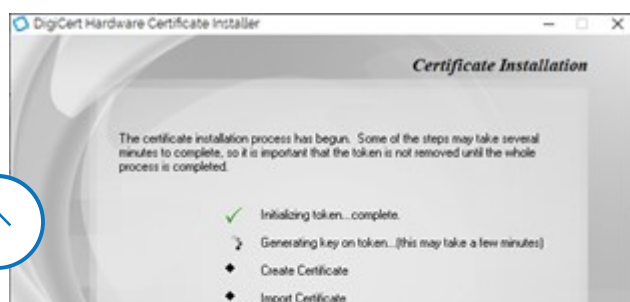 DigiCert Hardware Certificate Installer
Certificate Installation
The certificate installation process has begun. Some of the steps may take several
minutes to complete, so it is important that the token is not removed until the whole
process is completed.
Initializing token...complete.
Generating key on token...(this may take a few minutes)
Create Certificate
Import Certificate